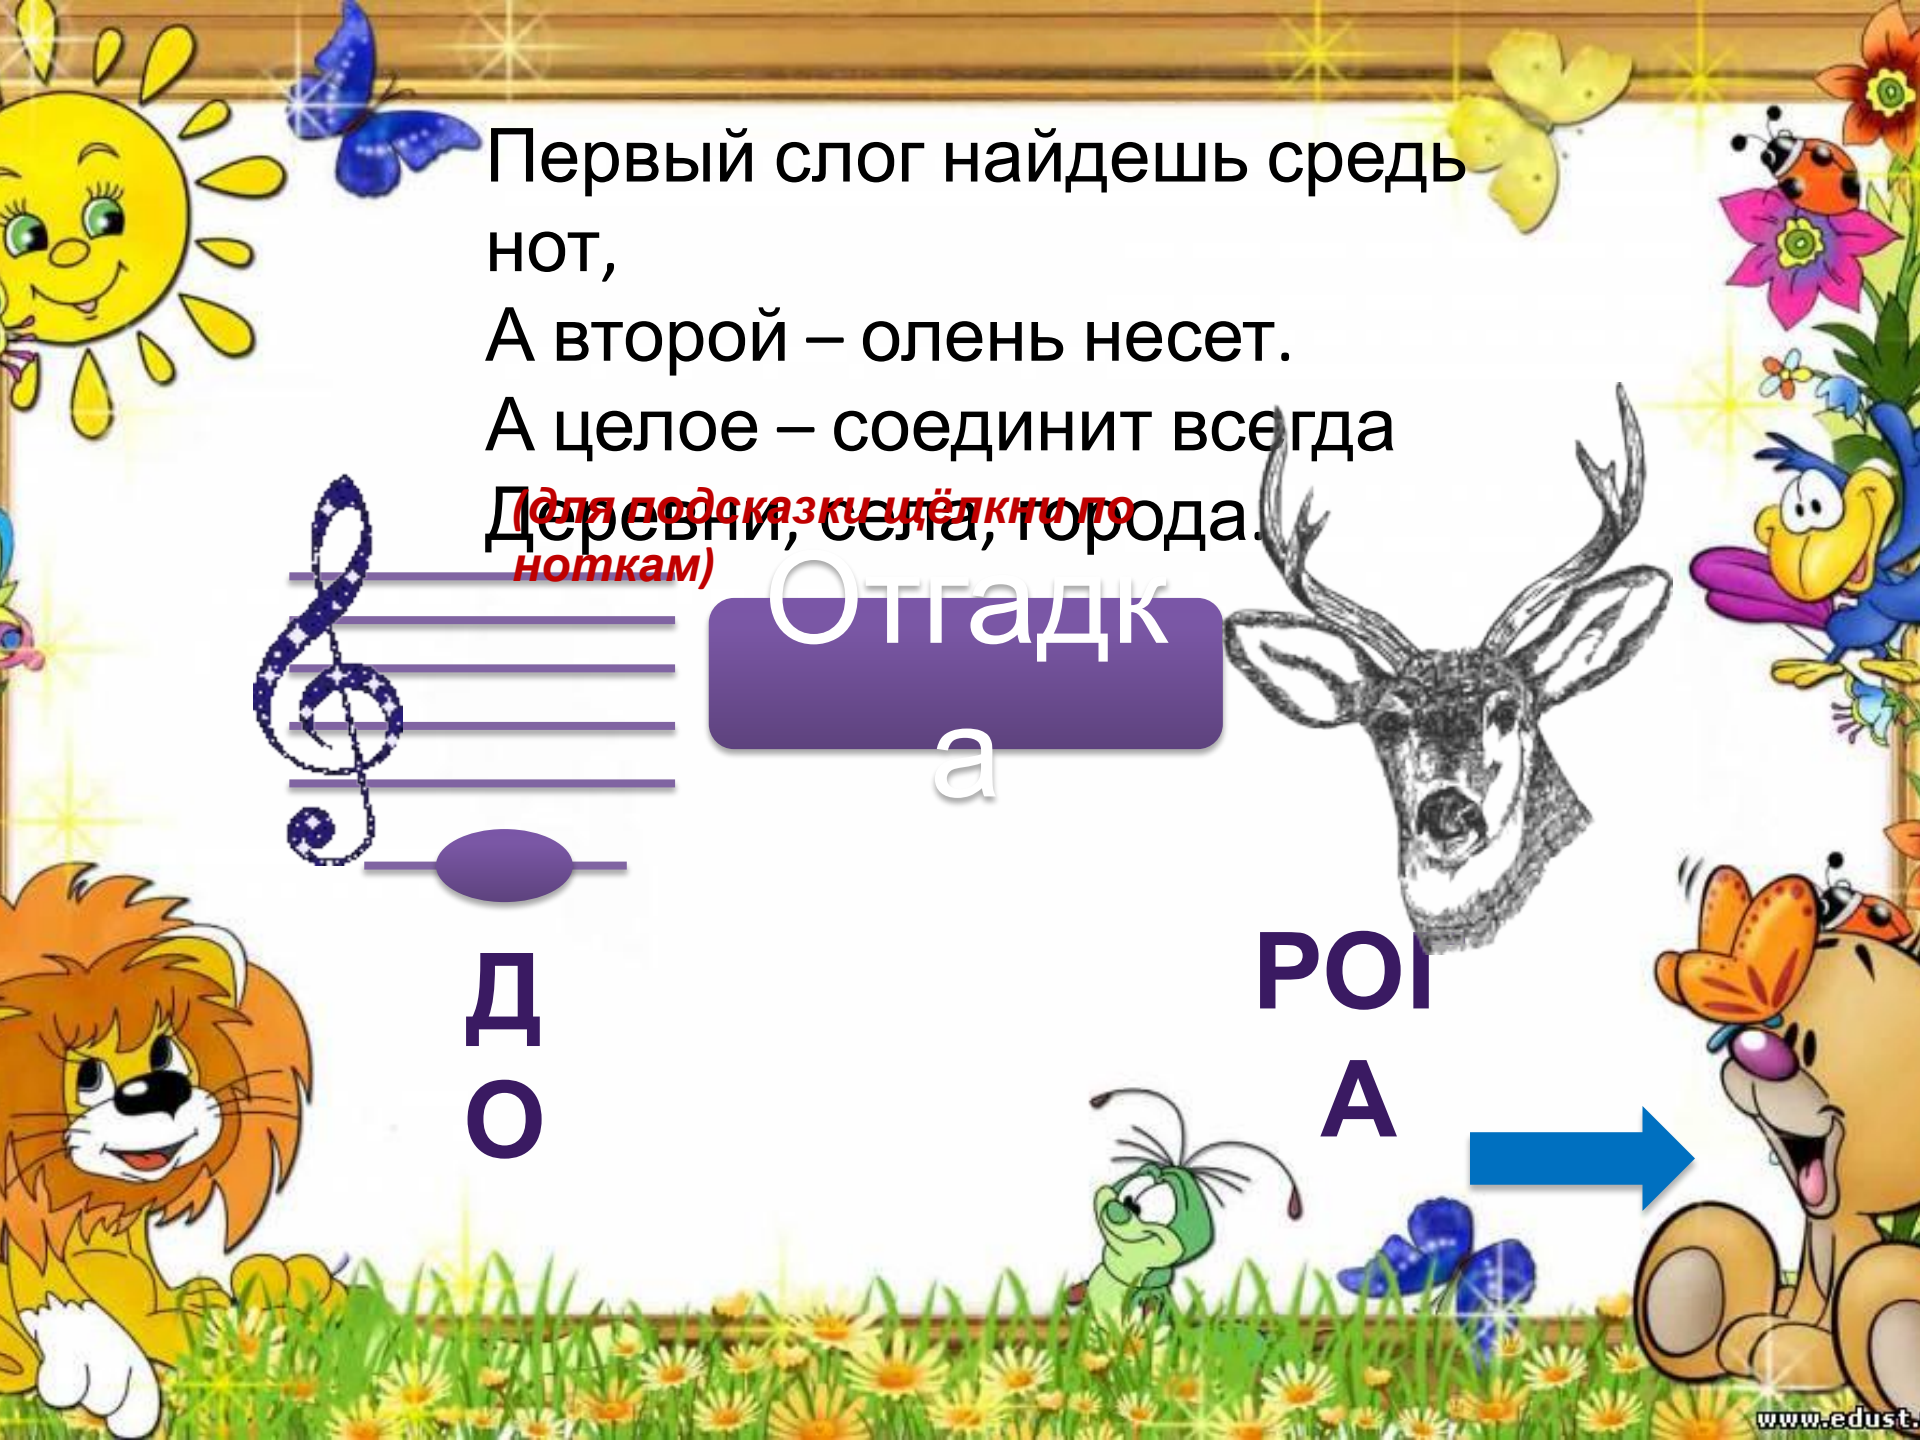 Первый слог найдешь средь
нот,
А второй – олень несет.
А целое – соединит всегда
Деревни, села, города.
(для подсказки щёлкни по
ноткам)
Отгадк
а
Д
О
РОГ
А
www.edust.